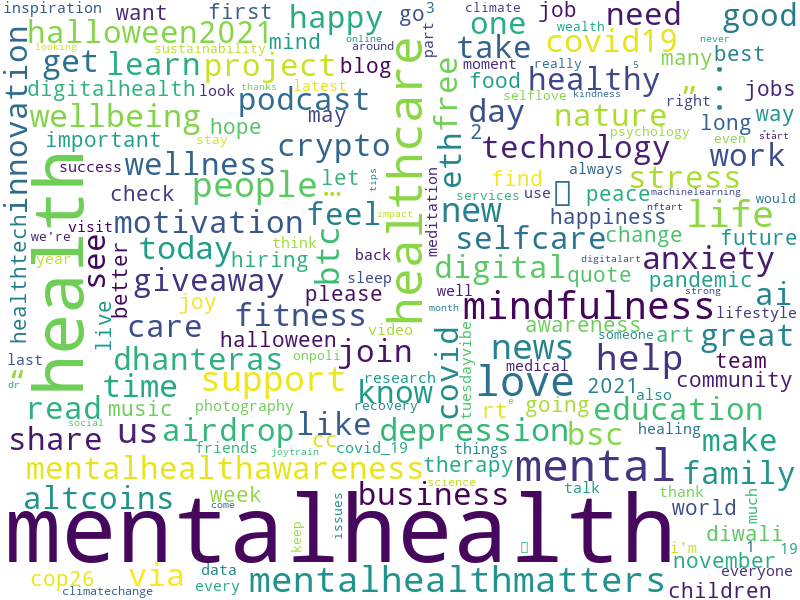 inspiration
want
first
happy
go
3
climate
job
need
good
halloween2021
mind
part
one
wealth
looking
sustainability
online
around
take
covid19
never
innovation
get
learn
project
blog
healthcare
free
moment
really
5
many
best
digitalhealth
look
thanks
latest
food
healthy
selflove
kindness
right
”
:
jobs
wellbeing
podcast
may
day
nature
long
way
important
stay
hope
2
psychology
even
start
health
success
wellness
crypto
eth
technology
work
tips
always
check
people
…
let
meditation
find
stress
services
use
peace
machinelearning
would
we're
visit
motivation
feel
impact
new
happiness
nftart
life
healthtech
year
see
better
today
hiring
think
btc
back
selfcare
change
future
digitalart
anxiety
giveaway
sleep
digital
quote
pandemic
ai
joy
please
well
strong
live
care
fitness
video
month
mindfulness
lifestyle
last
halloween
covid
tuesdayvibe
awareness
someone
art
great
“
dr
dhanteras
onpoli
join
news
medical
help
team
time
support
research
know
love
2021
also
community
read
music
photography
recovery
rt
e
going
education
social
share
us
airdrop
like
depression
bsc
healing
make
friends
joytrain
cc
covid_19
things
mentalhealthawareness
therapy
mental
family
altcoins
week
science
talk
thank
much
come
issues
business
world
mentalhealth
keep
diwali
i'm
1
19
november
cop26
via
data
everyone
climatechange
every
mentalhealthmatters
children